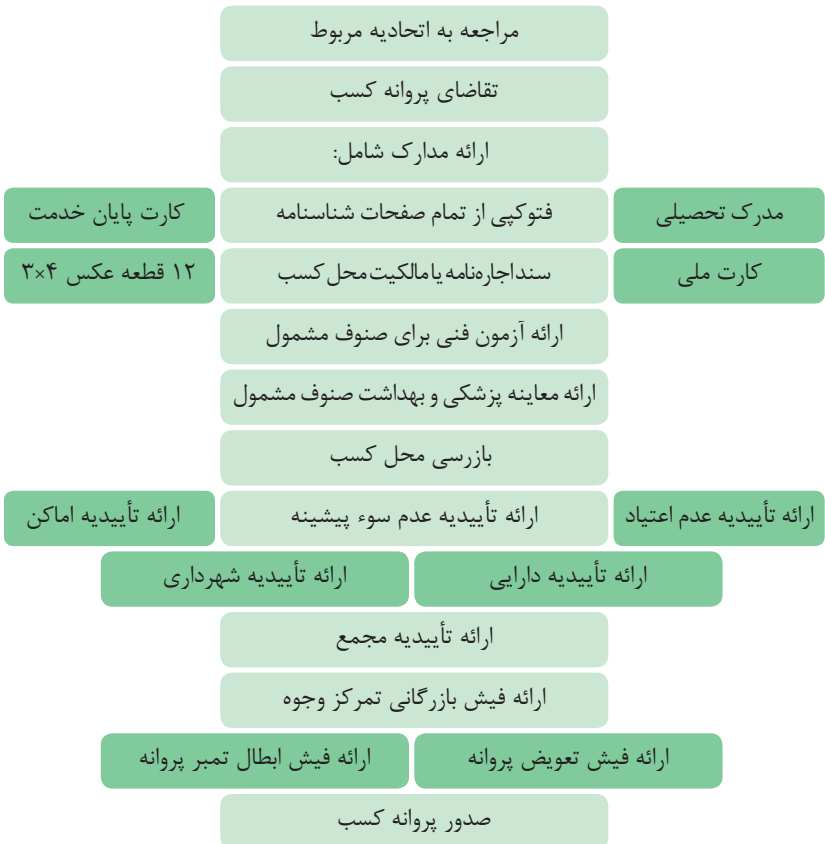 مراجعه به اتحادیه مربوط
تقاضای پروانه کسب
ارائه مدارک شامل:
مدرک تحصیلی
فتوکپی از تمام صفحات شناسنامه
کارت پایان خدمت
کارت ملی
سند اجاره‌نامه یا مالکیت محل کسب
۱۲ قطعه عکس ۴×۳
ارائه آزمون فنی برای صنوف مشمول
ارائه معاینه پزشکی و بهداشت صنوف مشمول
بازرسی محل کسب
ارائه تأییدیه عدم اعتیاد
ارائه تأییدیه عدم سوء پیشینه
ارائه تأییدیه اماکن
ارائه تأییدیه دارایی
ارائه تأییدیه شهرداری
ارائه تأییدیه مجمع
ارائه فیش بازرگانی تمرکز وجوه
ارائه فیش تعویض پروانه
ارائه فیش ابطال تمبر پروانه
صدور پروانه کسب